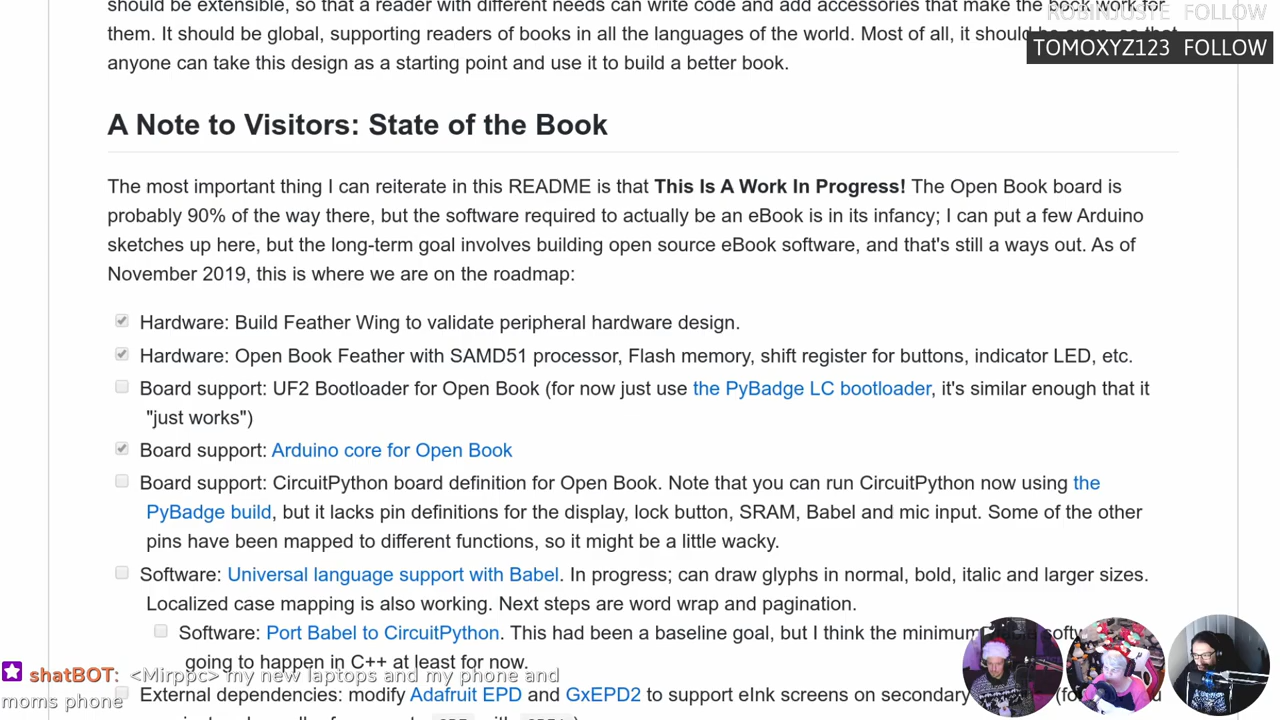 should be extensible, so that a reader with different needs can write code and add accessories that make the book work for
ROBINJUSTE FOLLOW
them. It should be global, supporting readers of books in all the languages of the world. Most of all, it should be open, so that
TOMOXYZ123 FOLLOW
anyone can take this design as a starting point and use it to build a better book.
A Note to Visitors: State of the Book
The most important thing I can reiterate in this README is that This Is A Work In Progress! The Open Book board is
probably 90% of the way there, but the software required to actually be an eBook is in its infancy; I can put a few Arduino
sketches up here, but the long-term goal involves building open source eBook software, and that's still a ways out. As of
November 2019, this is where we are on the roadmap:
Hardware: Build Feather Wing to validate peripheral hardware design.
Hardware: Open Book Feather with SAMD51 processor, Flash memory, shift register for buttons, indicator LED, etc.
Board support: UF2 Bootloader for Open Book (for now just use the PyBadge LC bootloader, it's similar enough that it
"just works")
Board support: Arduino core for Open Book
Board support: CircuitPython board definition for Open Book. Note that you can run CircuitPython now using the
PyBadge build, but it lacks pin definitions for the display, lock button, SRAM, Babel and mic input. Some of the other
pins have been mapped to different functions, so it might be a little wacky.
Software: Universal language support with Babel. In progress; can draw glyphs in normal, bold, italic and larger sizes.
Localized case mapping is also working. Next steps are word wrap and pagination.
Software: Port Babel to CircuitPython. This had been a baseline goal, but I think the minimum
going to happen in C++ at least for now.
shatBOT: <Mirppc> my new laptops and my phone and
moms phone
External dependencies: modify Adafruit EPD and GxEPD2 to support eInk screens on secondary